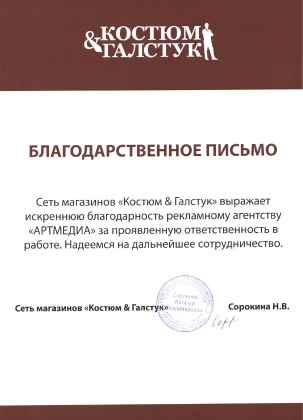 КОСТЮМ
&ГАЛСТУК
БЛАГОДАРСТВЕННОЕ ПИСЬМО
Сеть магазинов «Костюм & Галстук» выражает
искреннюю благодарность рекламному агентству
«АРТМЕДИА» за проявленную ответственность в
работе. Надеемся на дальнейшее сотрудничество.
Сеть магазинов «Костюм & Галстук»
Сорокина
Сорокина Н.В.